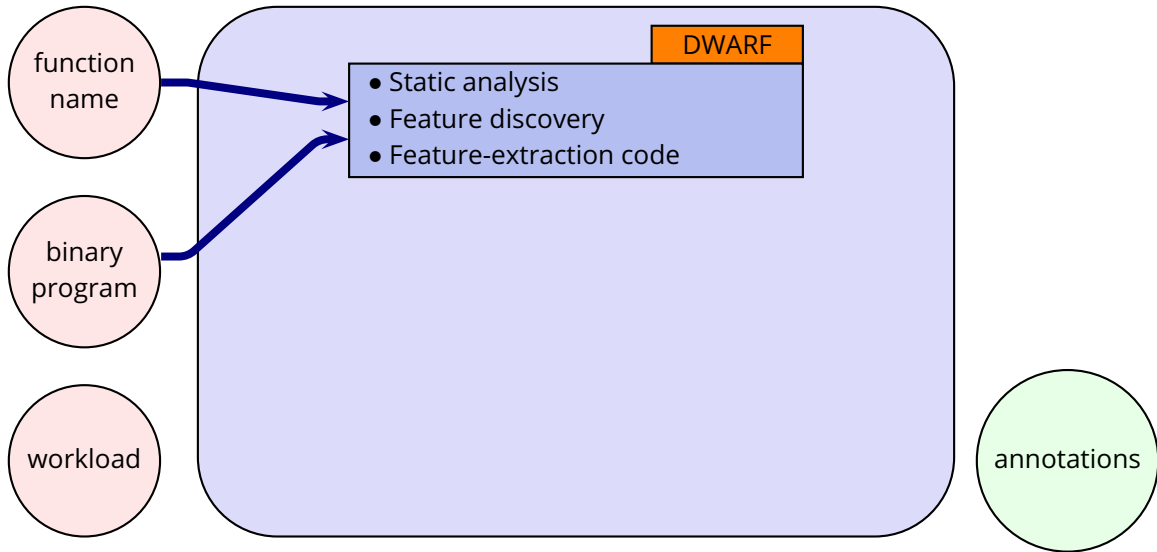 function
name
DWARF
● Static analysis
● Feature discovery
● Feature-extraction code
binary
program
workload
annotations